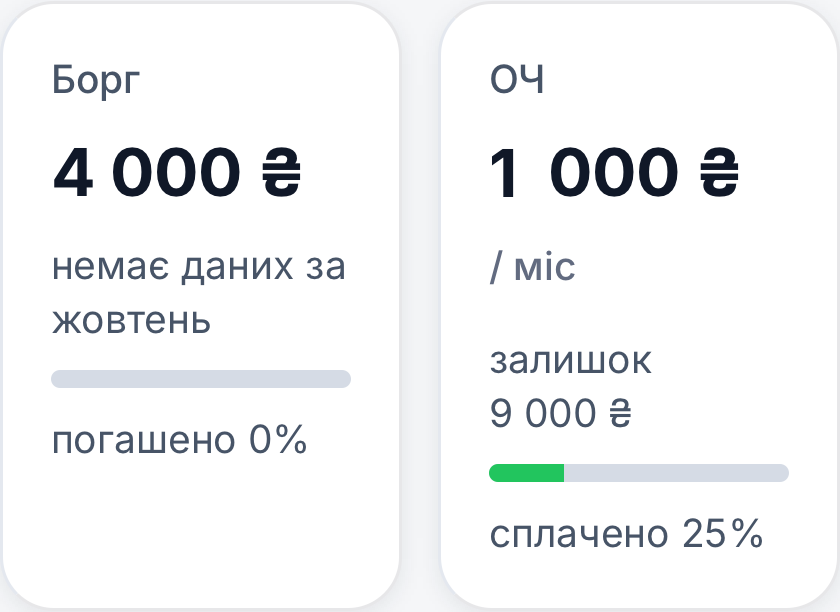 Борг
4 000 ₴
немає даних за
жовтень
погашено 0%
ОЧ
1 000 ₴
/ міс
залишок
9 000 ₴
сплачено 25%